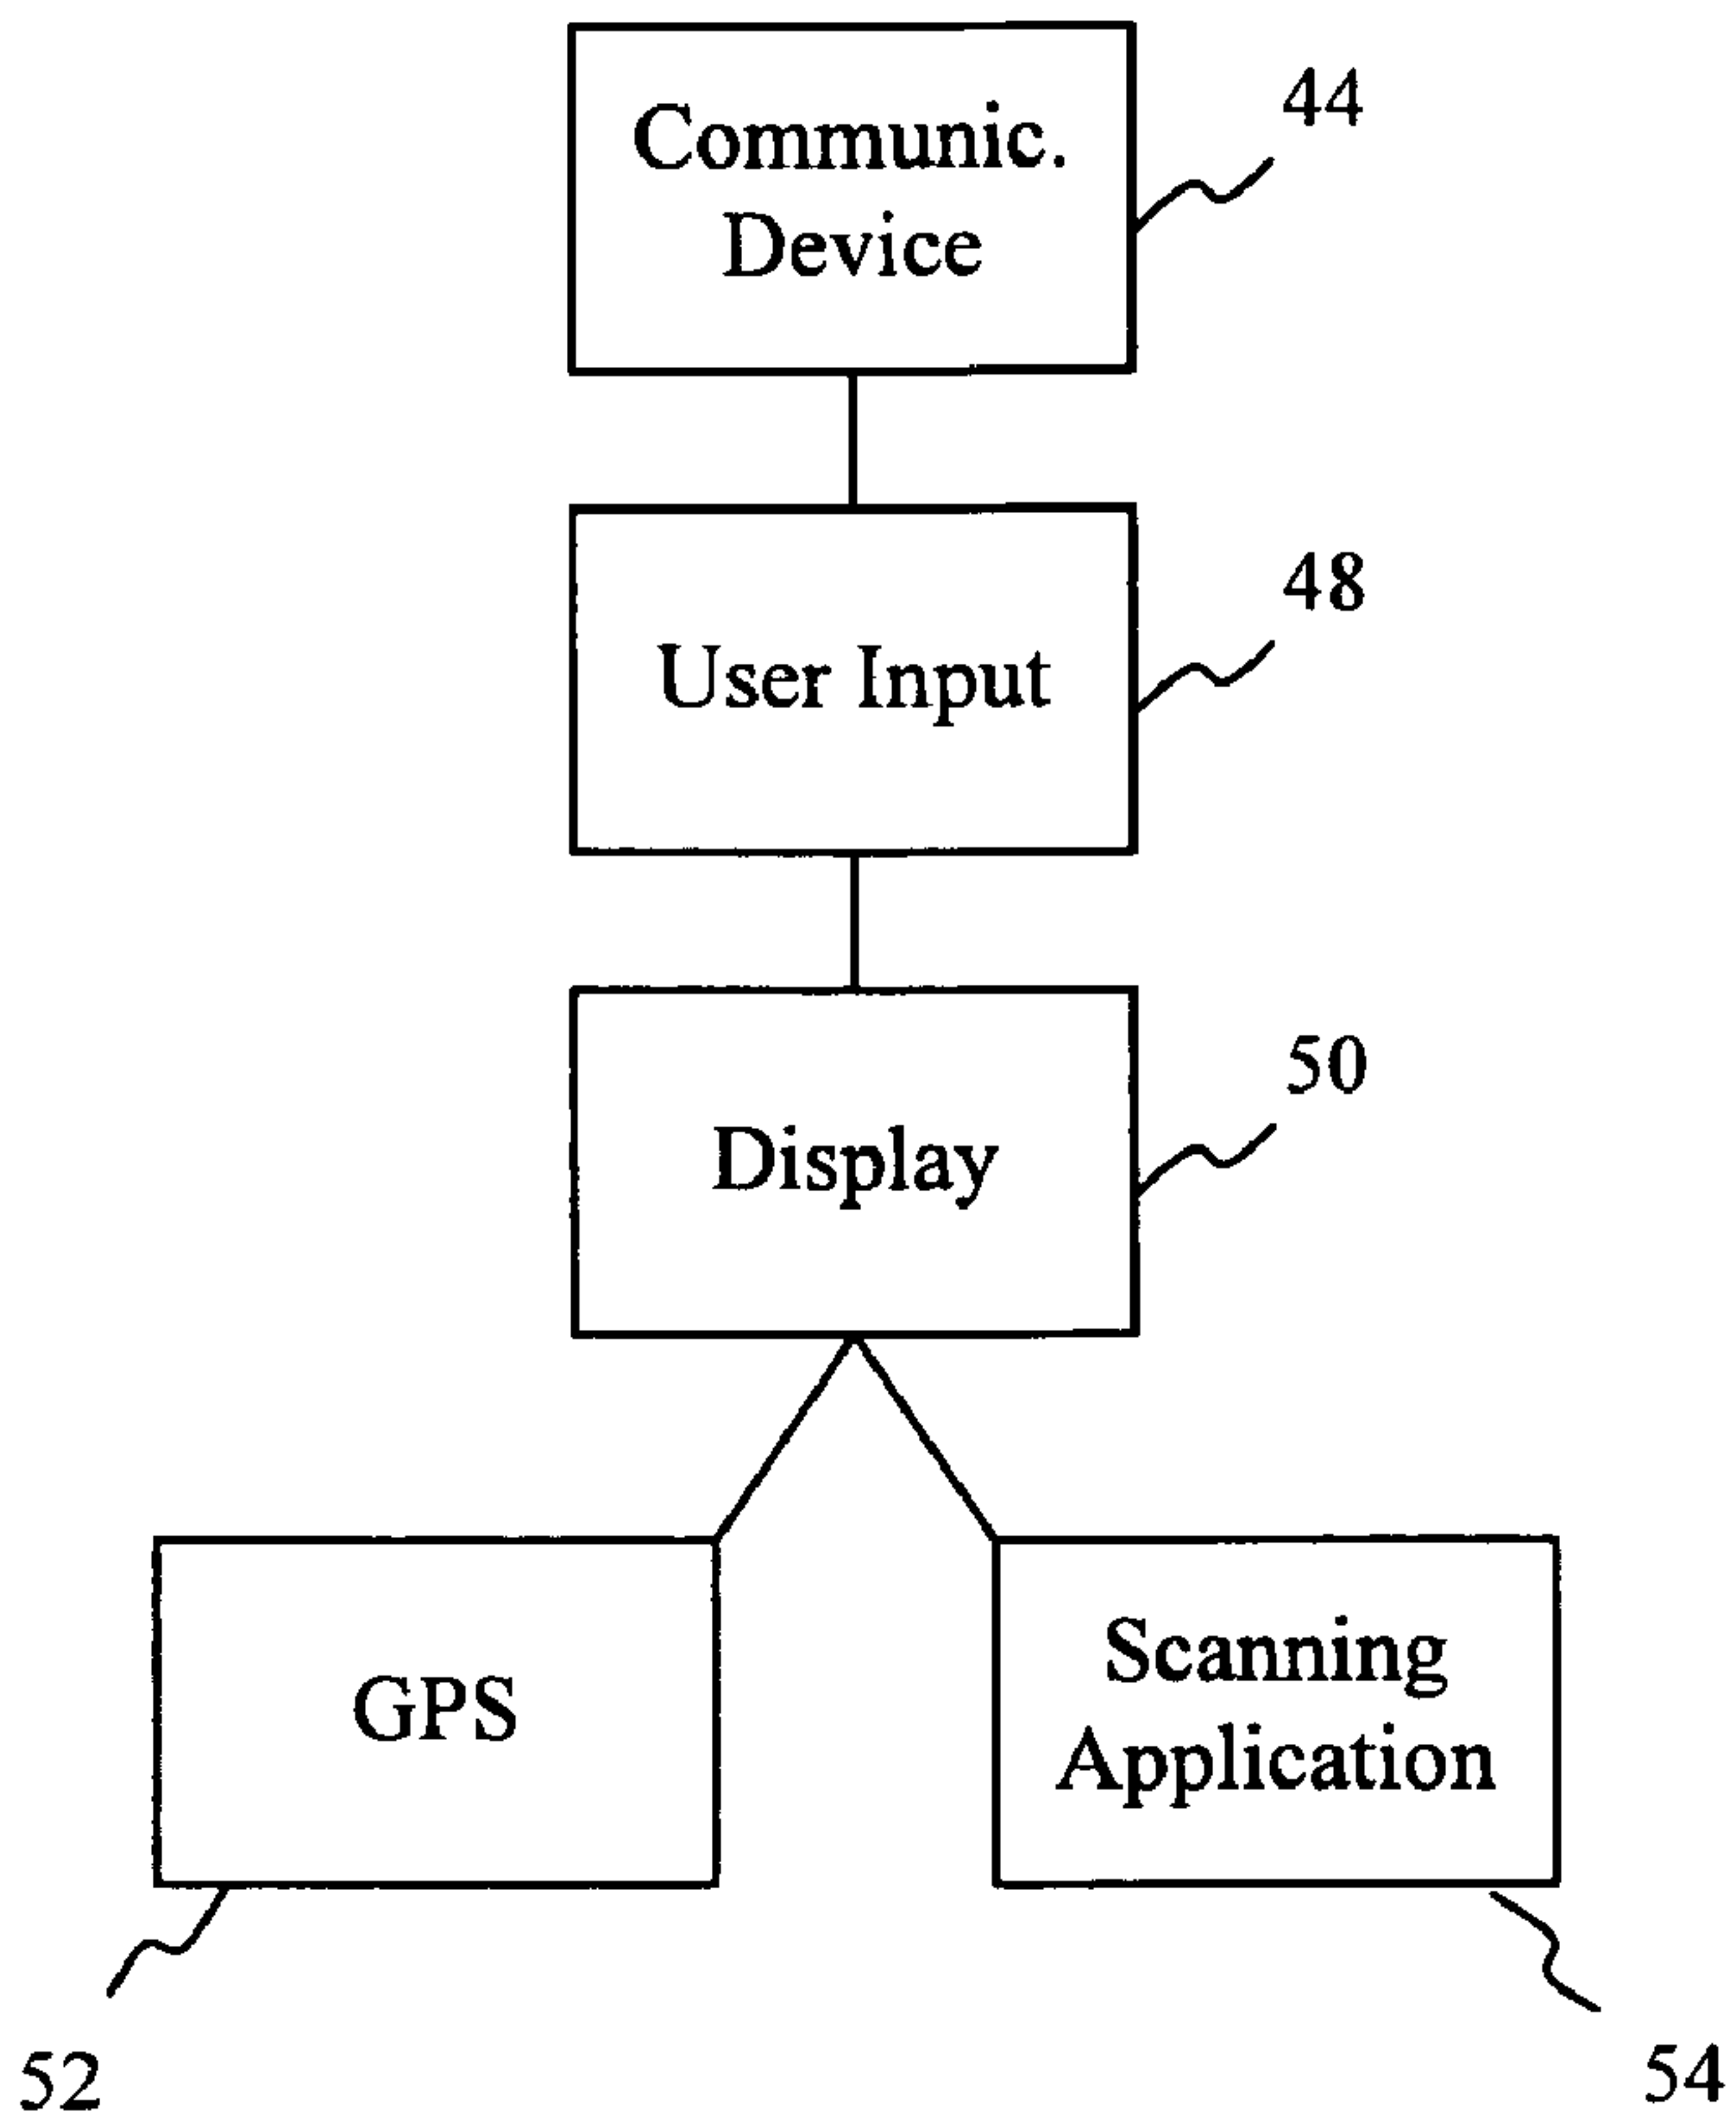 Communic.
Device
44
User Input
48
Display
50
GPS
Scanning
Application
52
54